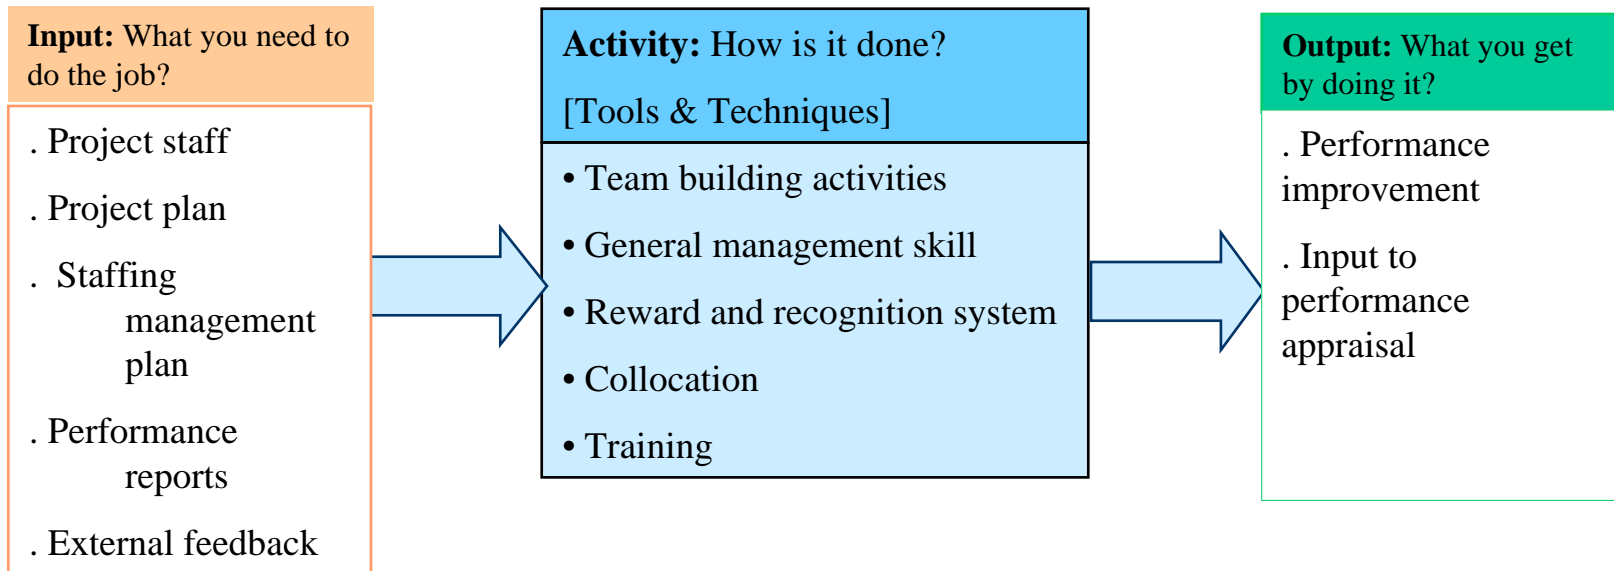 Input: What you need to
do the job?
. Project staff
. Project plan
. Staffing
management
plan
. Performance
reports
. External feedback
Activity: How is it done?
[Tools & Techniques]
• Team building activities
• General management skill
• Reward and recognition system
• Collocation
• Training
Output: What you get
by doing it?
. Performance
improvement
. Input to
performance
appraisal